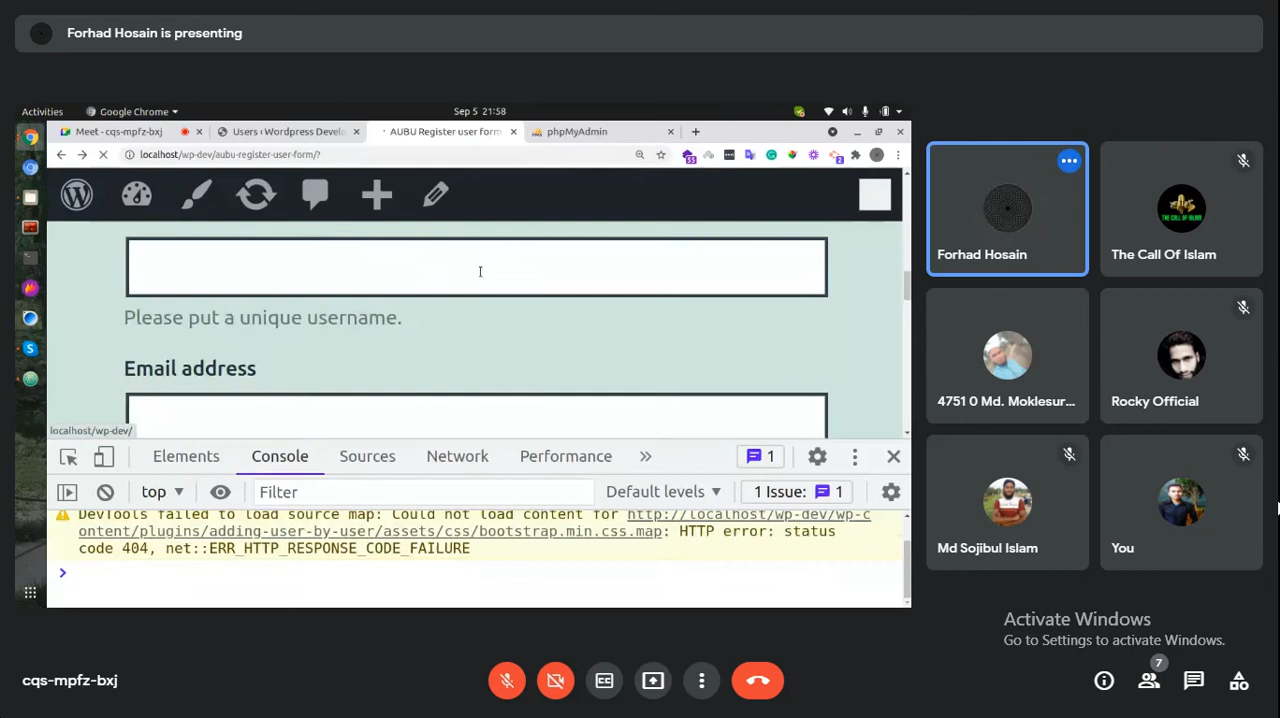 Forhad Hosain is presenting
Activities
Google Chrome
Sep 5 21:58
Meet - cqs-mpfz-bxj
Users ‹ Wordpress Devel
AUBU Register user form
phpMyAdmin
localhost/wp-dev/aubu-register-user-form/?
Please put a unique username.
Email address
localhost/wp-dev/
Elements
Console
Sources
Network
Performance
1
top
Filter
Default levels
1 Issue:
1
DevTools failed to load source map: Could not load content for http://localhost/wp-dev/wp-c
ontent/plugins/adding-user-by-user/assets/css/bootstrap.min.css.map: HTTP error: status
code 404, net::ERR_HTTP_RESPONSE_CODE_FAILURE
Forhad Hosain
The Call Of Islam
THE CALL OF ISLAM
4751 0 Md. Moklesur...
Rocky Official
Md Sojibul Islam
You
Activate Windows
Go to Settings to activate Windows.
cqs-mpfz-bxj
7